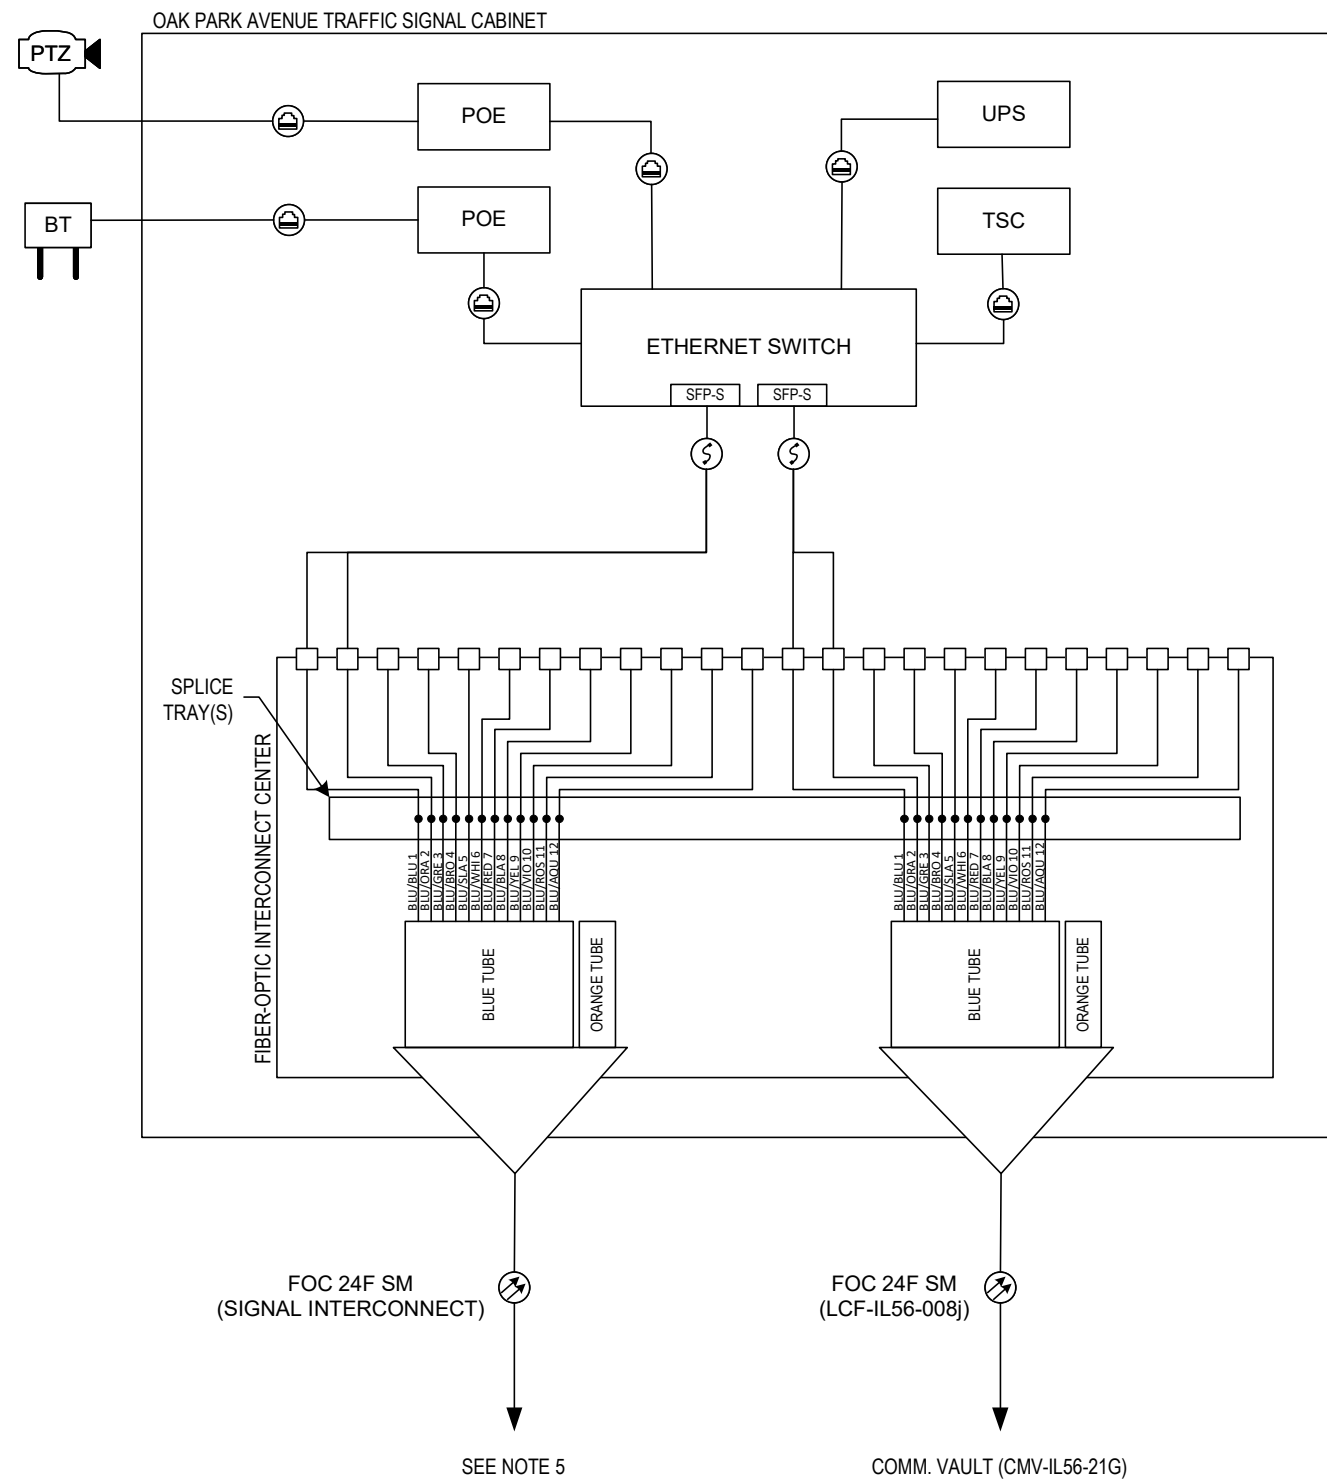 OAK PARK AVENUE TRAFFIC SIGNAL CABINET
PTZ
POE
UPS
BT
POE
TSC
ETHERNET SWITCH
SFP-S
SFP-S
SPLICE
TRAY(S)
FIBER-OPTIC INTERCONNECT CENTER
BLU/BLU 1
BLU/ORA 2
BLU/GRE 3
BLU/BRO 4
BLU/SLA 5
BLU/WHI 6
BLU/RED 7
BLU/BLA 8
BLU/YEL 9
BLU/VIO 10
BLU/ROS 11
BLU/AQU 12
BLU/BLU 1
BLU/ORA 2
BLU/GRE 3
BLU/BRO 4
BLU/SLA 5
BLU/WHI 6
BLU/RED 7
BLU/BLA 8
BLU/YEL 9
BLU/VIO 10
BLU/ROS 11
BLU/AQU 12
BLUE TUBE
ORANGE TUBE
BLUE TUBE
ORANGE TUBE
FOC 24F SM
(SIGNAL INTERCONNECT)
FOC 24F SM
(LCF-IL56-008j)
SEE NOTE 5
COMM. VAULT (CMV-IL56-21G)